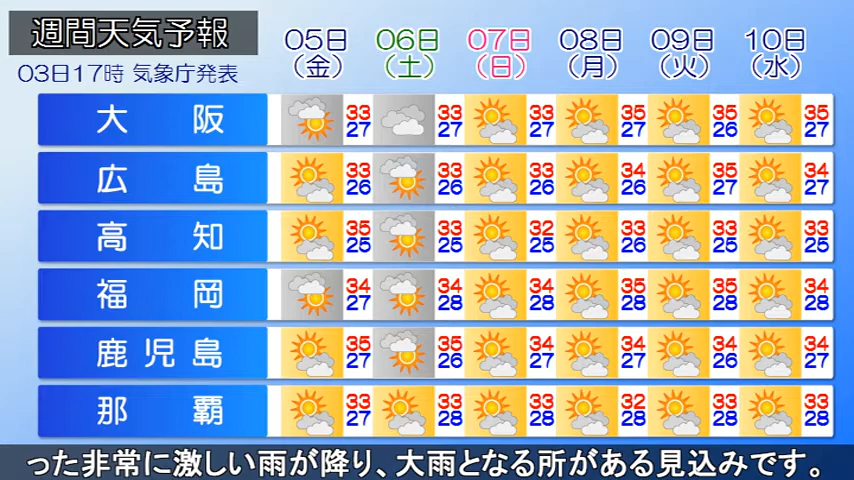 週間天気予報 05日 06日 07日 08日 09日 10日
03日17時 気象庁発表 (金) (土) (日) (月) (火) (水)
大阪 33 27 33 27 33 27 35 27 35 26 35 27
広島 33 26 33 26 33 26 34 26 35 27 34 27
高知 35 25 33 25 32 25 33 26 33 25 33 25
福岡 34 27 34 28 34 28 35 28 35 28 34 28
鹿児島 35 27 35 26 34 27 34 27 34 26 34 27
那覇 33 27 33 28 33 28 32 28 33 28 33 28
った非常に激しい雨が降り、大雨となる所がある見込みです。